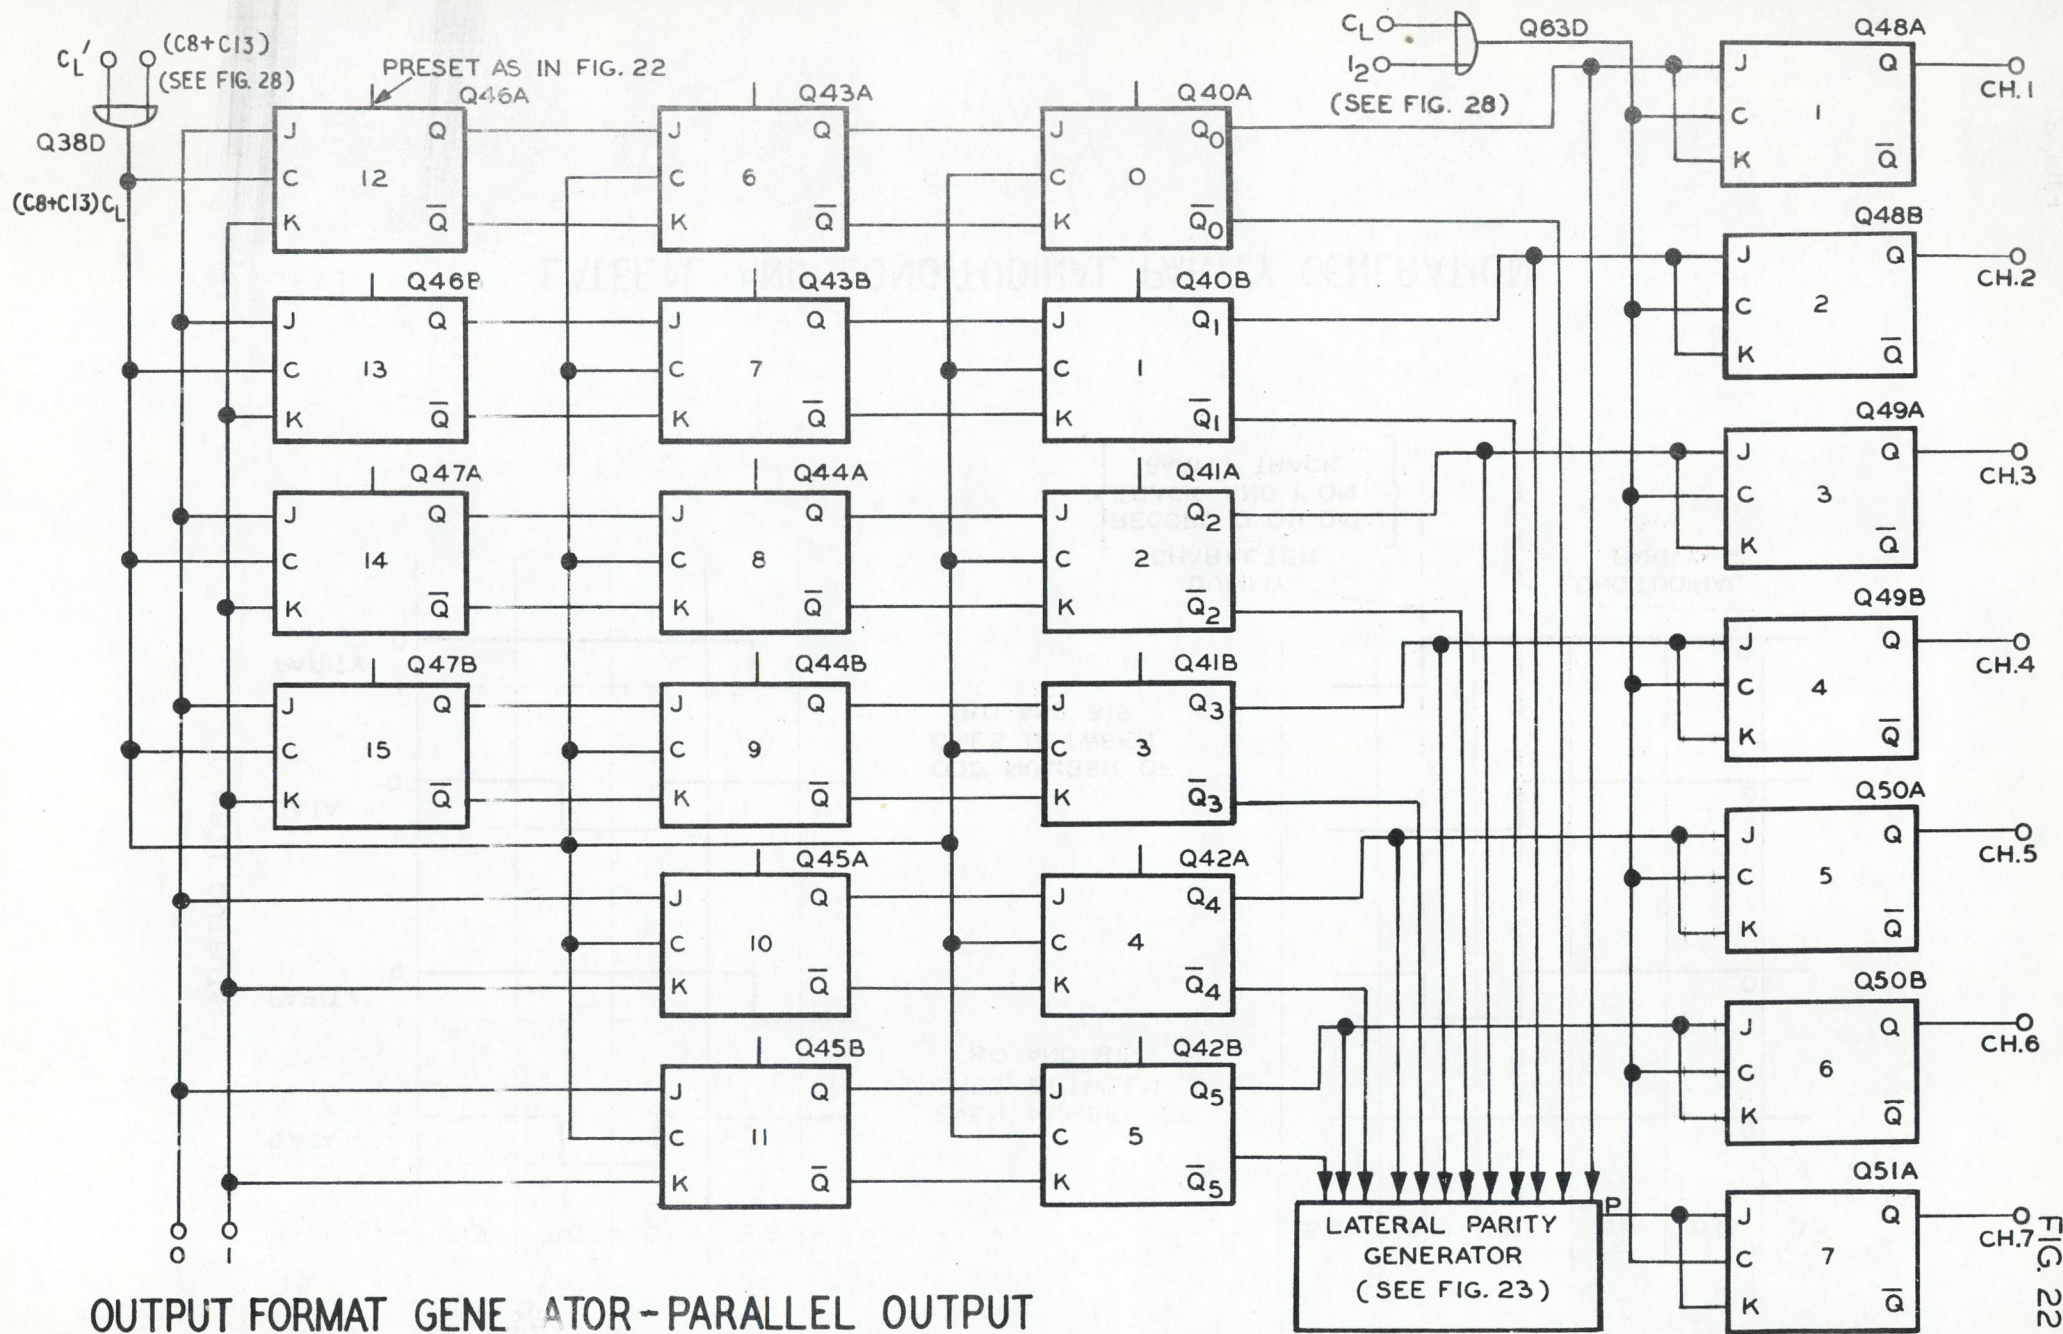 C_L'
(C8+C13)
(SEE FIG. 28)
Q38D
(C8+C13)C_L
PRESET AS IN FIG. 22
Q46A
J Q
C 12
K Q̅
Q43A
J Q
C 6
K Q̅
Q40A
J Q₀
C 0
K Q̅₀
C_L
I₂
(SEE FIG. 28)
Q63D
Q48A
J Q
C 1
K Q̅
CH.1
Q46B
J Q
C 13
K Q̅
Q43B
J Q
C 7
K Q̅
Q40B
J Q₁
C 1
K Q̅₁
Q48B
J Q
C 2
K Q̅
CH.2
Q47A
J Q
C 14
K Q̅
Q44A
J Q
C 8
K Q̅
Q41A
J Q₂
C 2
K Q̅₂
Q49A
J Q
C 3
K Q̅
CH.3
Q47B
J Q
C 15
K Q̅
Q44B
J Q
C 9
K Q̅
Q41B
J Q₃
C 3
K Q̅₃
Q49B
J Q
C 4
K Q̅
CH.4
Q45A
J Q
C 10
K Q̅
Q42A
J Q₄
C 4
K Q̅₄
Q50A
J Q
C 5
K Q̅
CH.5
Q45B
J Q
C 11
K Q̅
Q42B
J Q₅
C 5
K Q̅₅
Q50B
J Q
C 6
K Q̅
CH.6
0
1
LATERAL PARITY
GENERATOR
(SEE FIG. 23)
P
Q51A
J Q
C 7
K Q̅
CH.7
FIG. 22
OUTPUT FORMAT GENE ATOR-PARALLEL OUTPUT